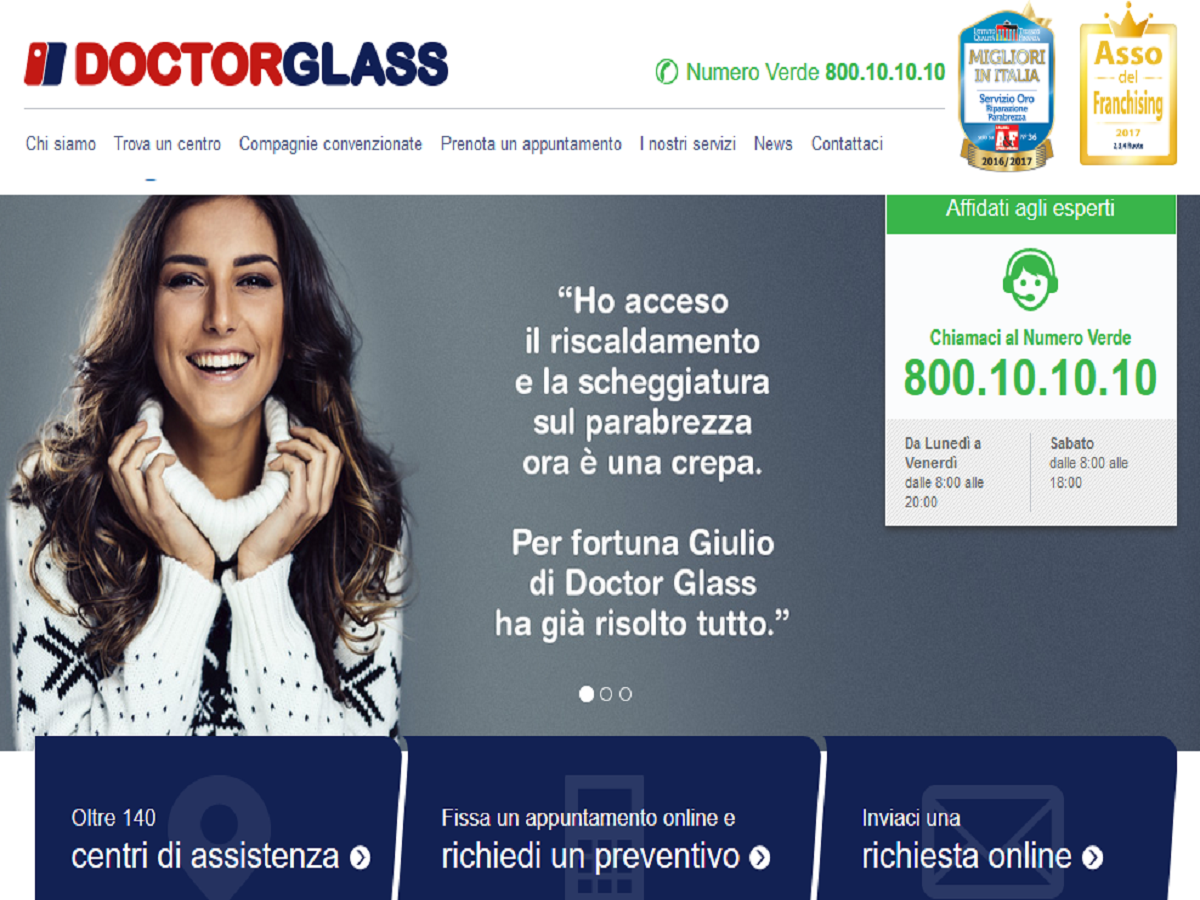 DOCTORGLASS
Numero Verde 800.10.10.10
MIGLIORI
IN ITALIA
Servizio Oro
Riparazione
Parabrezza
2016/2017
Asso
del
Franchising
2017
Chi siamo Trova un centro Compagnie convenzionate Prenota un appuntamento I nostri servizi News Contattaci
Affidati agli esperti
Chiamaci al Numero Verde
800.10.10.10
Da Lunedì a
Venerdì
dalle 8:00 alle
20:00
Sabato
dalle 8:00 alle
18:00
“Ho acceso
il riscaldamento
e la scheggiatura
sul parabrezza
ora è una crepa.
Per fortuna Giulio
di Doctor Glass
ha già risolto tutto.”
Oltre 140
centri di assistenza
Fissa un appuntamento online e
richiedi un preventivo
Inviaci una
richiesta online